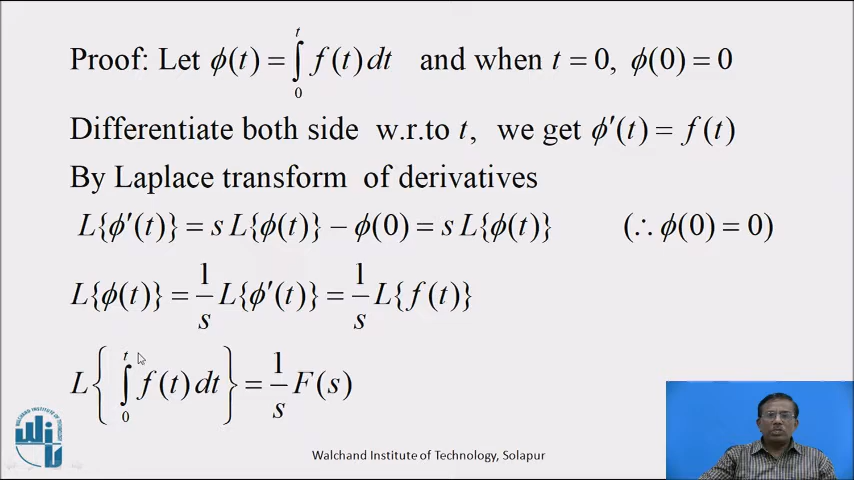 Proof: Let ϕ(t) = ∫₀ᵗ f(t) dt and when t = 0, ϕ(0) = 0
Differentiate both side w.r.to t, we get ϕ′(t) = f(t)
By Laplace transform of derivatives
L{ϕ′(t)} = s L{ϕ(t)} − ϕ(0) = s L{ϕ(t)} (∴ ϕ(0) = 0)
L{ϕ(t)} = 1/s L{ϕ′(t)} = 1/s L{f(t)}
L{∫₀ᵗ f(t) dt} = 1/s F(s)
WIT
Walchand Institute of Technology, Solapur